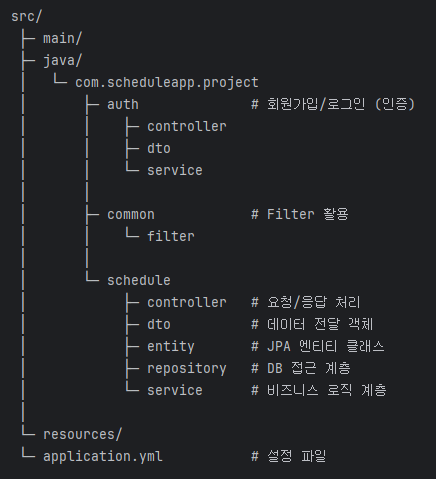 src/
├─ main/
├─ java/
│  └─ com.scheduleapp.project
│      ├─ auth              # 회원가입/로그인 (인증)
│      │   ├─ controller
│      │   ├─ dto
│      │   └─ service
│      │
│      ├─ common            # Filter 활용
│      │   └─ filter
│      │
│      └─ schedule
│          ├─ controller   # 요청/응답 처리
│          ├─ dto          # 데이터 전달 객체
│          ├─ entity       # JPA 엔티티 클래스
│          ├─ repository   # DB 접근 계층
│          └─ service      # 비즈니스 로직 계층
│
└─ resources/
└─ application.yml           # 설정 파일